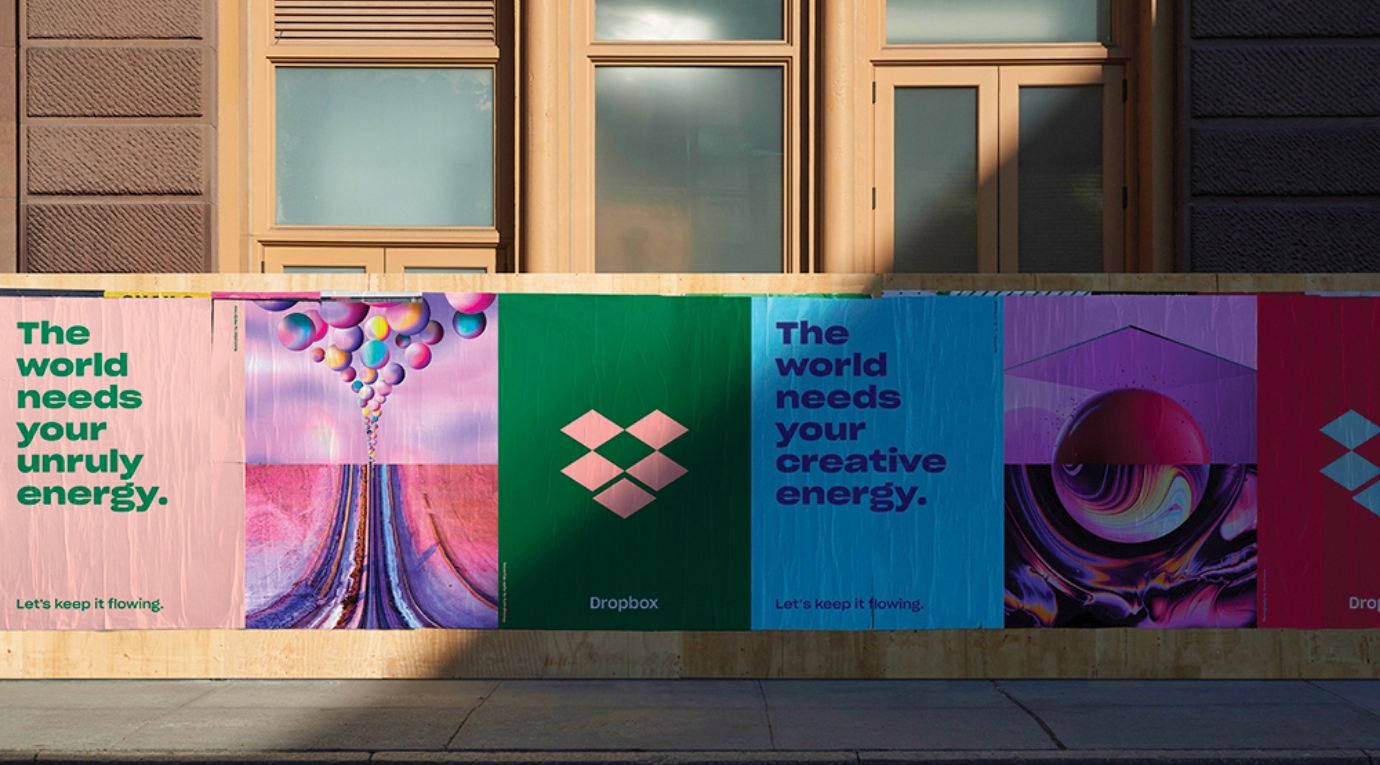 The
world
needs
your
unruly
energy.
Let's keep it flowing.
Dropbox
The
world
needs
your
creative
energy.
Let's keep it flowing.
Drop